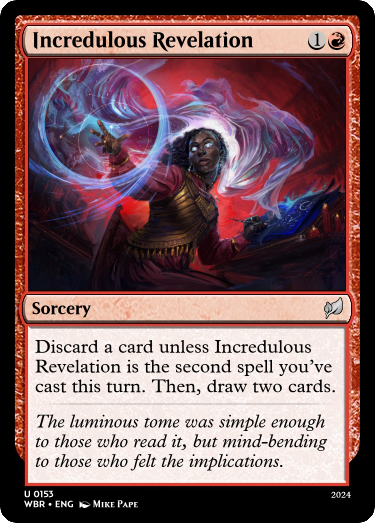 Incredulous Revelation 1
Sorcery
Discard a card unless Incredulous
Revelation is the second spell you've
cast this turn. Then, draw two cards.
The luminous tome was simple enough
to those who read it, but mind-bending
to those who felt the implications.
U 0153
2024
WBR • ENG Mike Pape